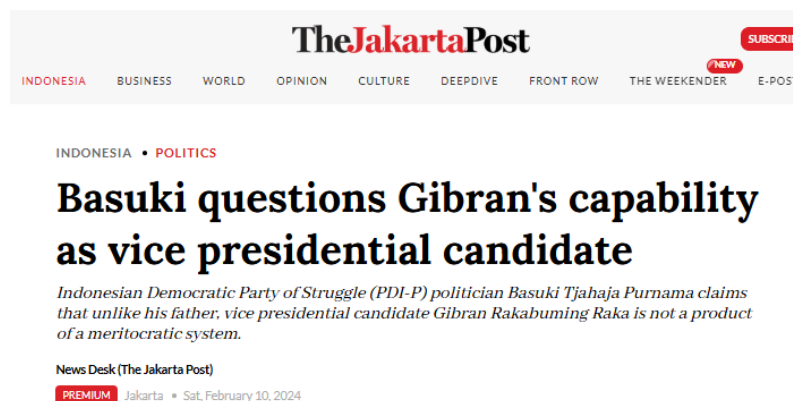 TheJakartaPost
NEW
INDONESIA BUSINESS WORLD OPINION CULTURE DEEPDIVE FRONT ROW THE WEEKENDER
INDONESIA • POLITICS
Basuki questions Gibran's capability
as vice presidential candidate
Indonesian Democratic Party of Struggle (PDI-P) politician Basuki Tjahaja Purnama claims
that unlike his father, vice presidential candidate Gibran Rakabuming Raka is not a product
of a meritocratic system.
News Desk (The Jakarta Post)
PREMIUM Jakarta • Sat, February 10, 2024